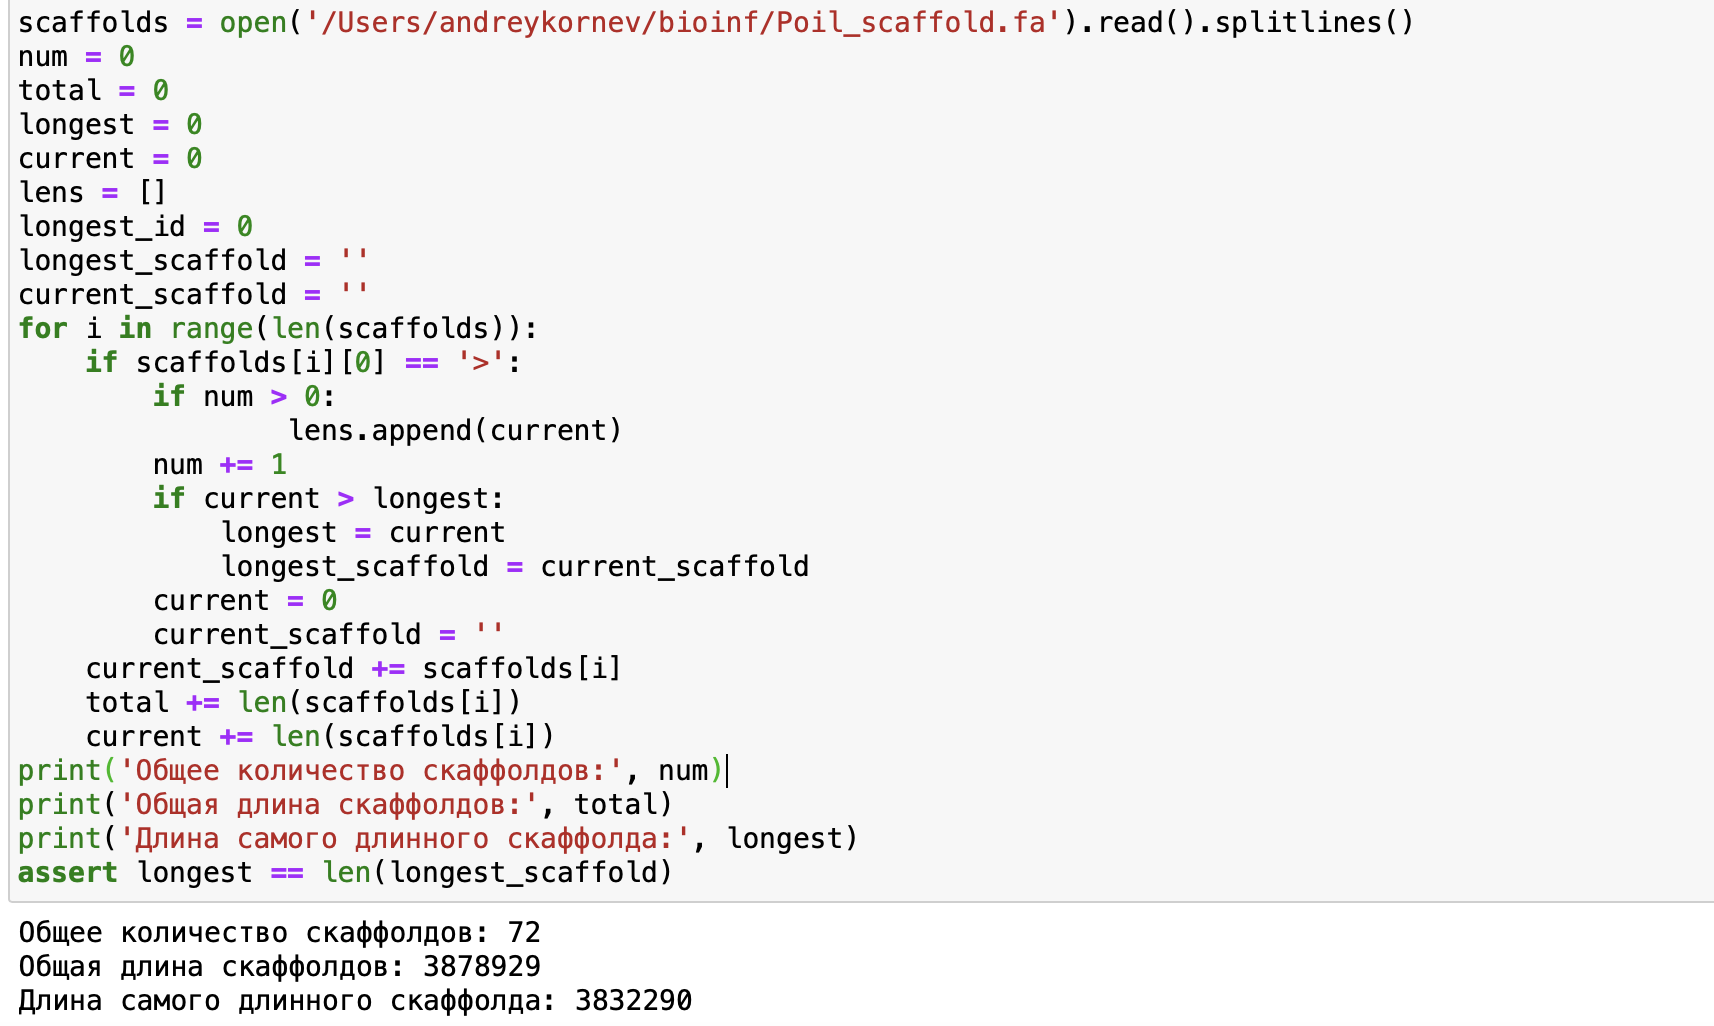 scaffolds = open('/Users/andreykornev/bioinf/Poil_scaffold.fa').read().splitlines()
num = 0
total = 0
longest = 0
current = 0
lens = []
longest_id = 0
longest_scaffold = ''
current_scaffold = ''
for i in range(len(scaffolds)):
    if scaffolds[i][0] == '>':
        if num > 0:
                lens.append(current)
        num += 1
        if current > longest:
            longest = current
            longest_scaffold = current_scaffold
        current = 0
        current_scaffold = ''
    current_scaffold += scaffolds[i]
    total += len(scaffolds[i])
    current += len(scaffolds[i])
print('Общее количество скаффолдов:', num)
print('Общая длина скаффолдов:', total)
print('Длина самого длинного скаффолда:', longest)
assert longest == len(longest_scaffold)
Общее количество скаффолдов: 72
Общая длина скаффолдов: 3878929
Длина самого длинного скаффолда: 3832290